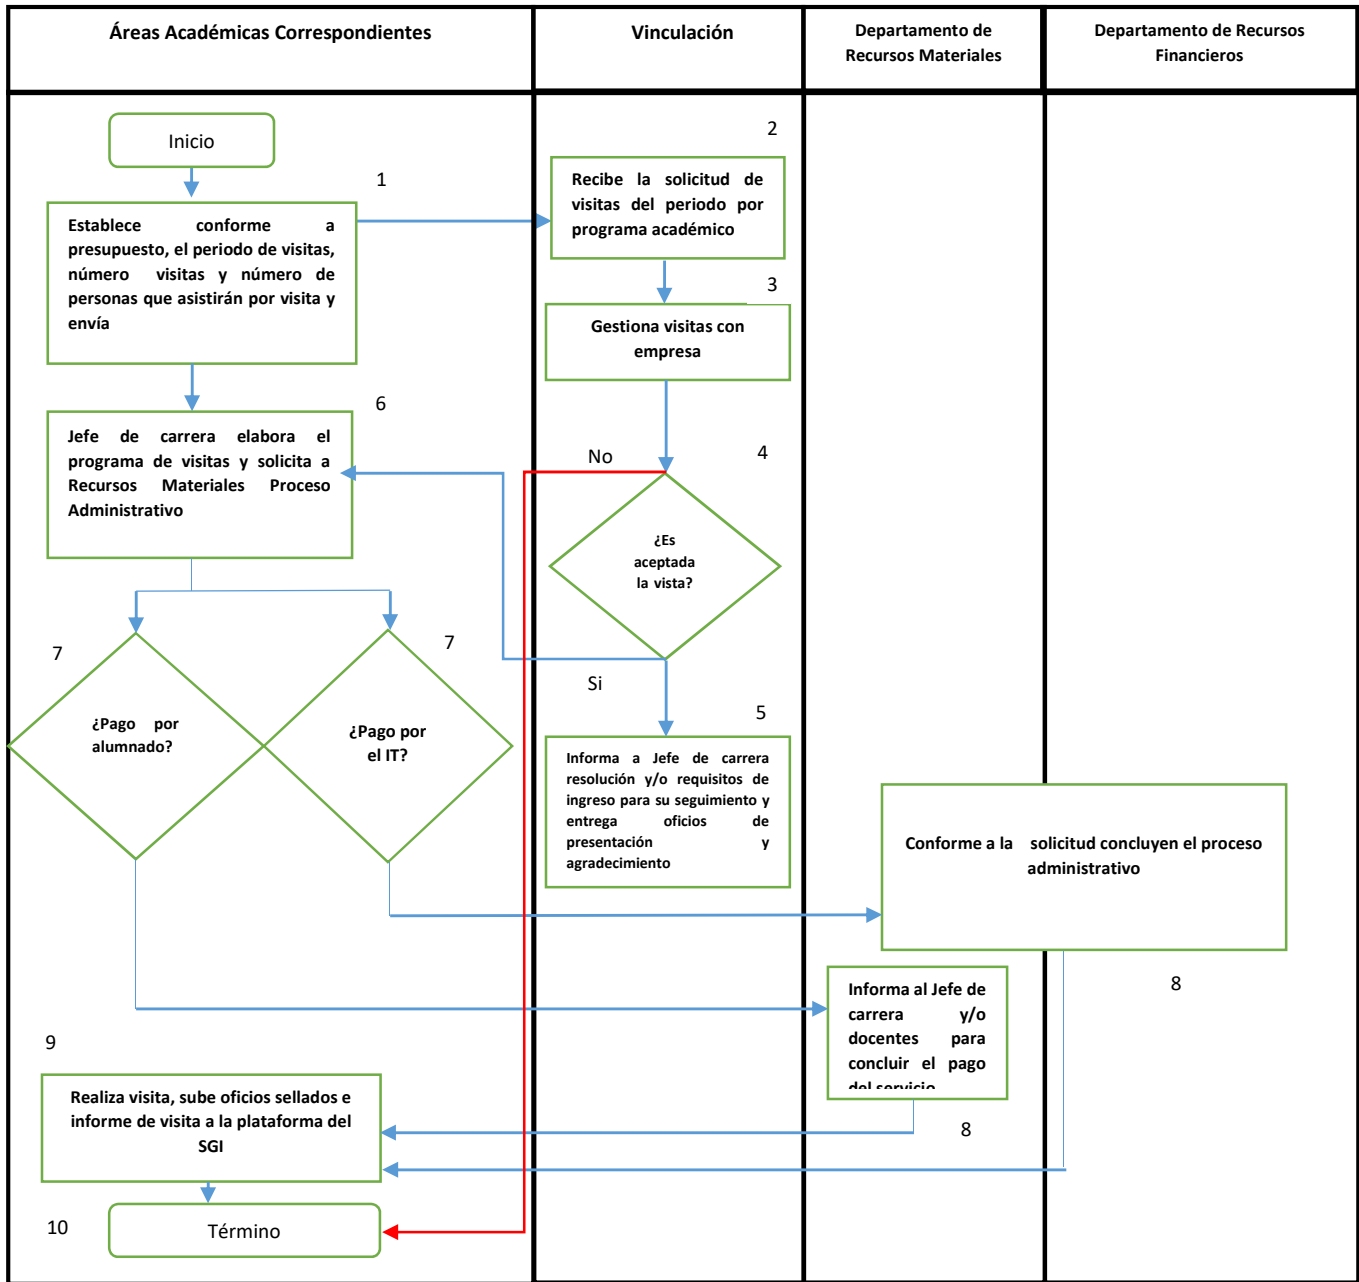 Áreas Académicas Correspondientes
Vinculación
Departamento de
Recursos Materiales
Departamento de Recursos
Financieros
Inicio
1
Establece conforme a
presupuesto, el periodo de visitas,
número visitas y número de
personas que asistirán por visita y
envía
2
Recibe la solicitud de
visitas del periodo por
programa académico
3
Gestiona visitas con
empresa
4
No
¿Es
aceptada
la vista?
Si
5
Informa a Jefe de carrera
resolución y/o requisitos de
ingreso para su seguimiento y
entrega oficios de
presentación y
agradecimiento
6
Jefe de carrera elabora el
programa de visitas y solicita a
Recursos Materiales Proceso
Administrativo
7
¿Pago por
alumnado?
7
¿Pago por
el IT?
Conforme a la solicitud concluyen el proceso
administrativo
8
Informa al Jefe de
carrera y/o
docentes para
concluir el pago
del servicio
8
9
Realiza visita, sube oficios sellados e
informe de visita a la plataforma del
SGI
10
Término